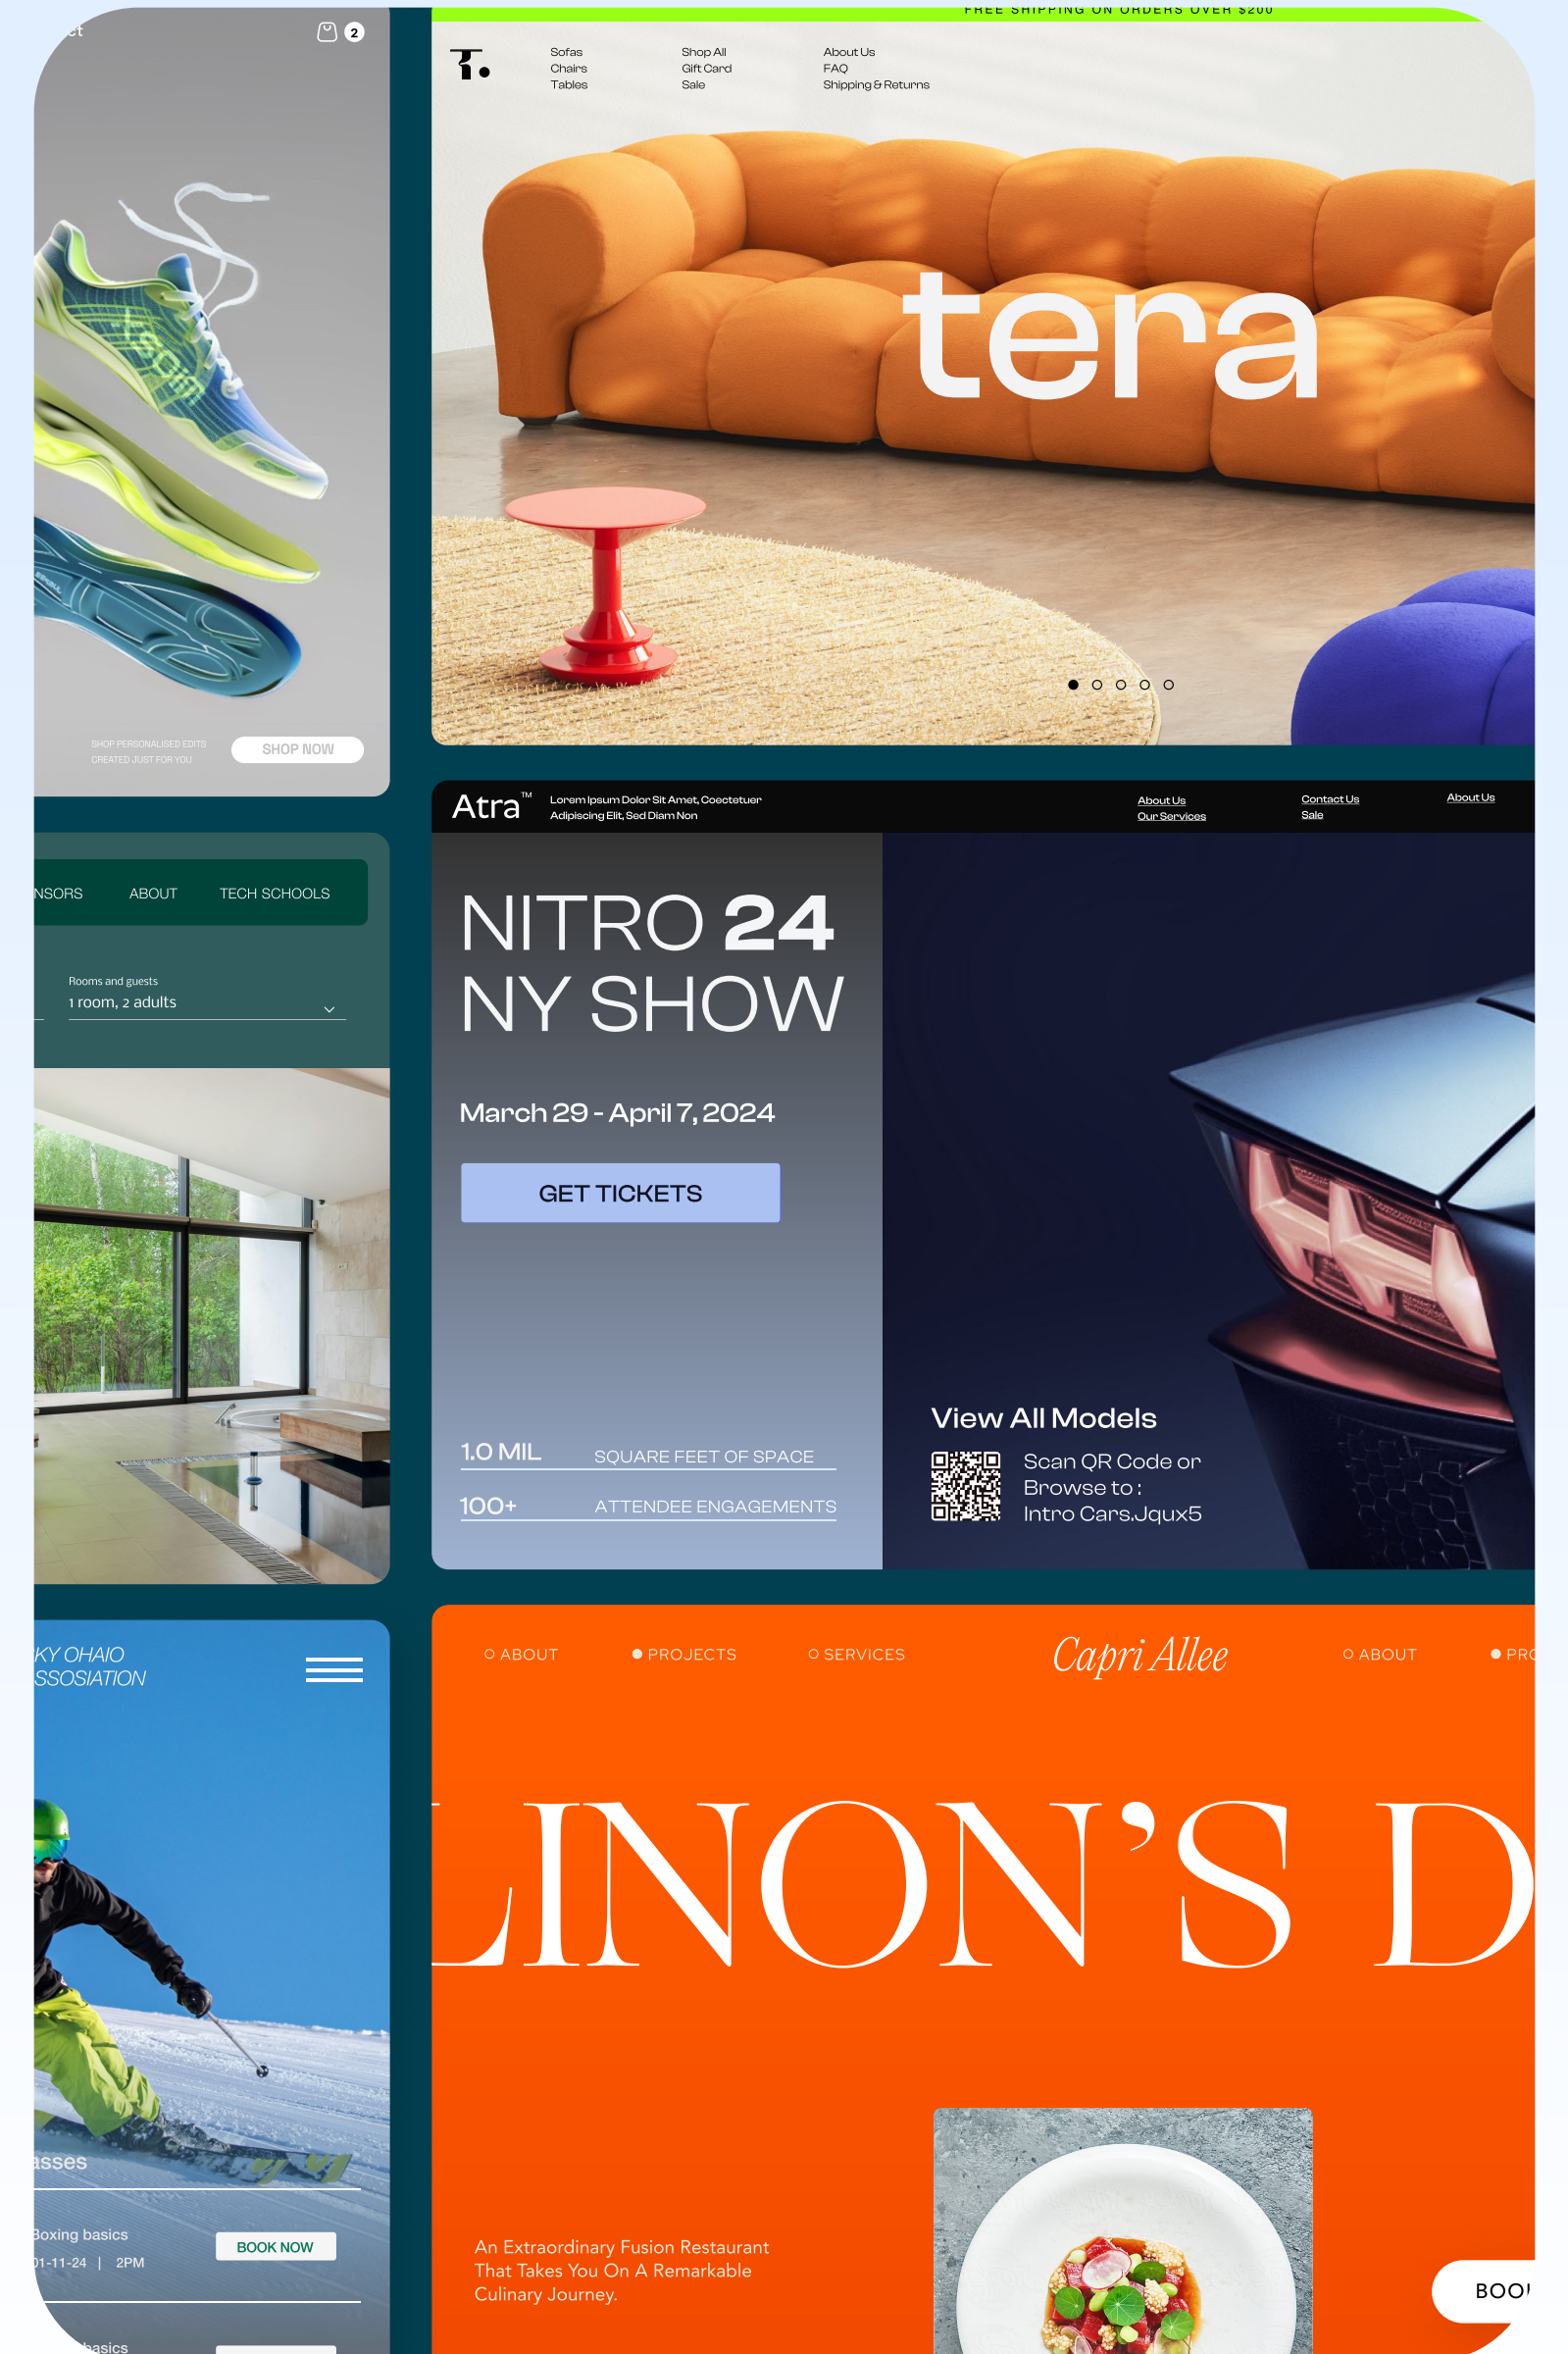 2
SHOP PERSONALISED EDITS
CREATED JUST FOR YOU
SHOP NOW
FREE SHIPPING ON ORDERS OVER $200
T.
Sofas
Chairs
Tables
Shop All
Gift Card
Sale
About Us
FAQ
Shipping & Returns
tera
NSORS
ABOUT
TECH SCHOOLS
Rooms and guests
1 room, 2 adults
Atra™
Lorem Ipsum Dolor Sit Amet, Coectetuer
Adipiscing Elit, Sed Diam Non
About Us
Our Services
Contact Us
Sale
About Us
NITRO 24
NY SHOW
March 29 - April 7, 2024
GET TICKETS
1.0 MIL SQUARE FEET OF SPACE
100+ ATTENDEE ENGAGEMENTS
View All Models
Scan QR Code or
Browse to :
Intro Cars.Jqux5
KY OHAIO
SSOSIATION
asses
Boxing basics
01-11-24 | 2PM
BOOK NOW
basics
ABOUT
PROJECTS
SERVICES
Capri Allee
ABOUT
PRO
LINON'S D
An Extraordinary Fusion Restaurant
That Takes You On A Remarkable
Culinary Journey.
BOO